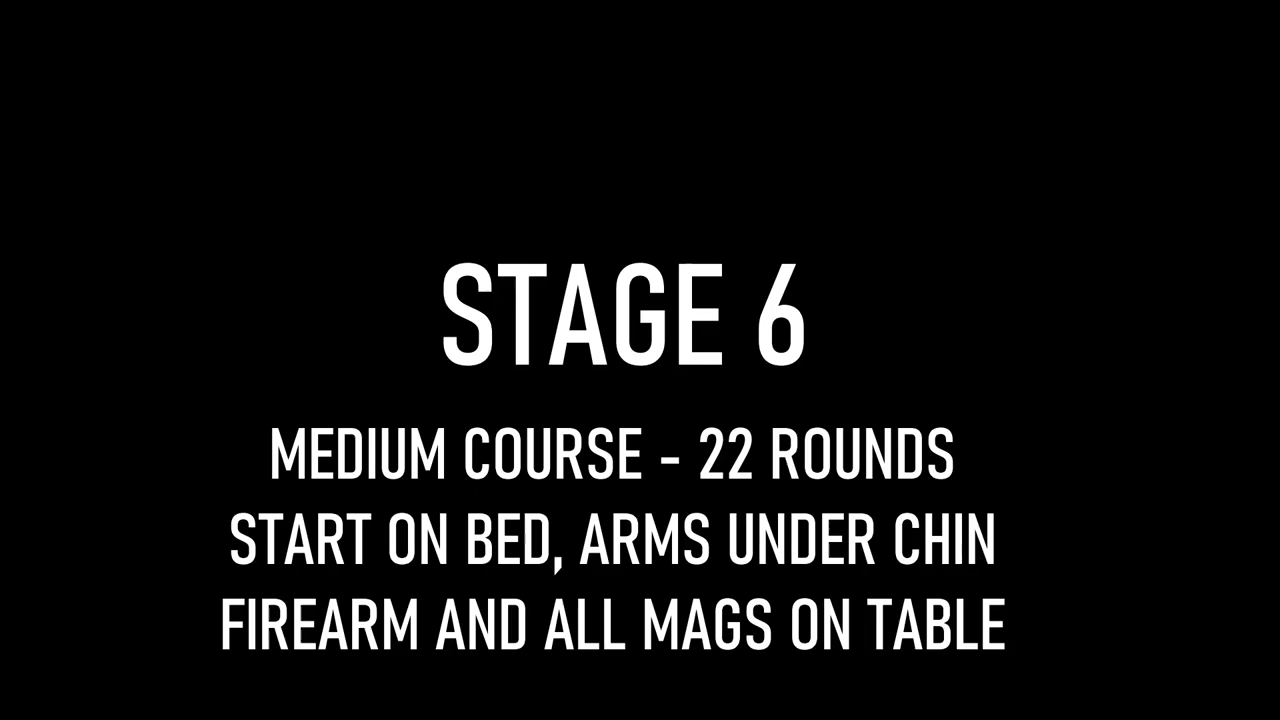 STAGE 6
MEDIUM COURSE - 22 ROUNDS
START ON BED, ARMS UNDER CHIN
FIREARM AND ALL MAGS ON TABLE